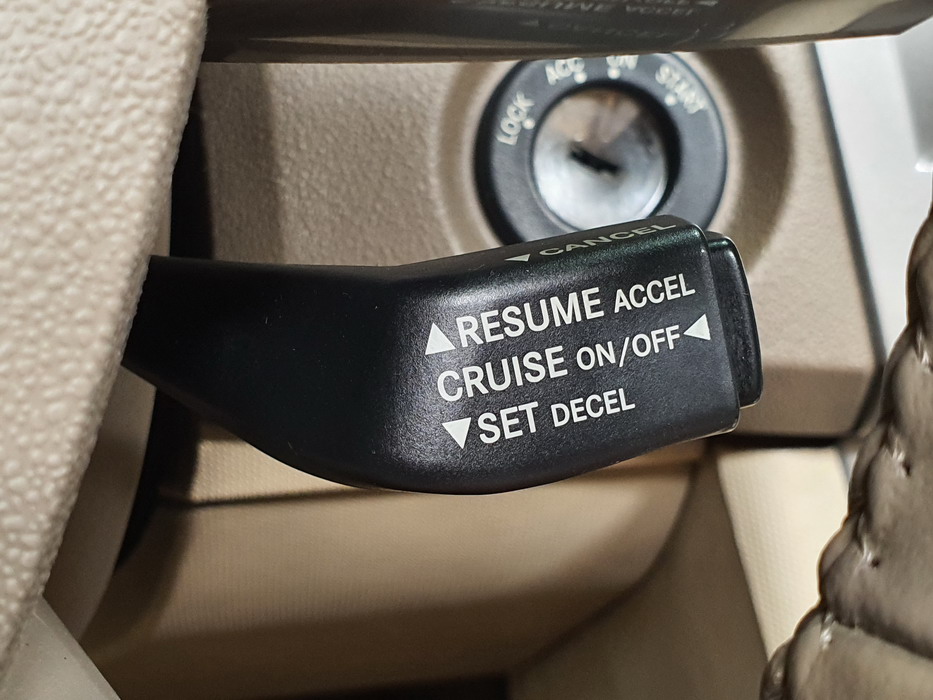 LOCK ACC ON START
▼CANCEL
▲RESUME ACCEL
CRUISE ON/OFF◀
▼SET DECEL